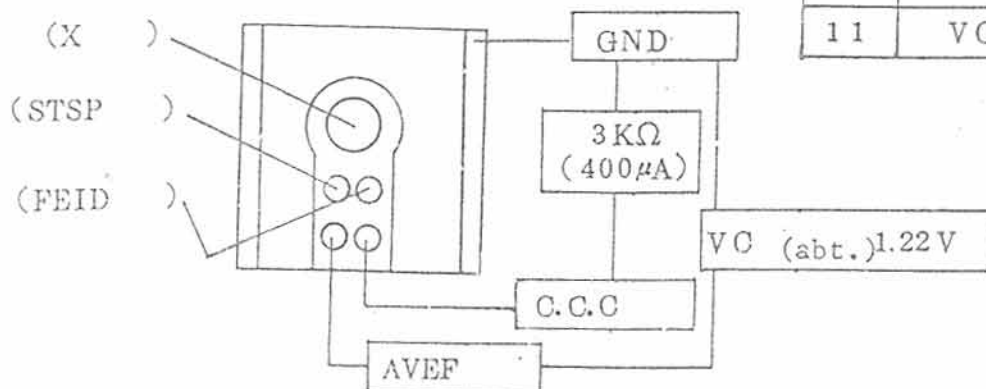 (X )
GND
11 VC
(STSP )
3KΩ
(400μA)
(FEID )
VC (abt.) 1.22V
C.C.C
AVEF